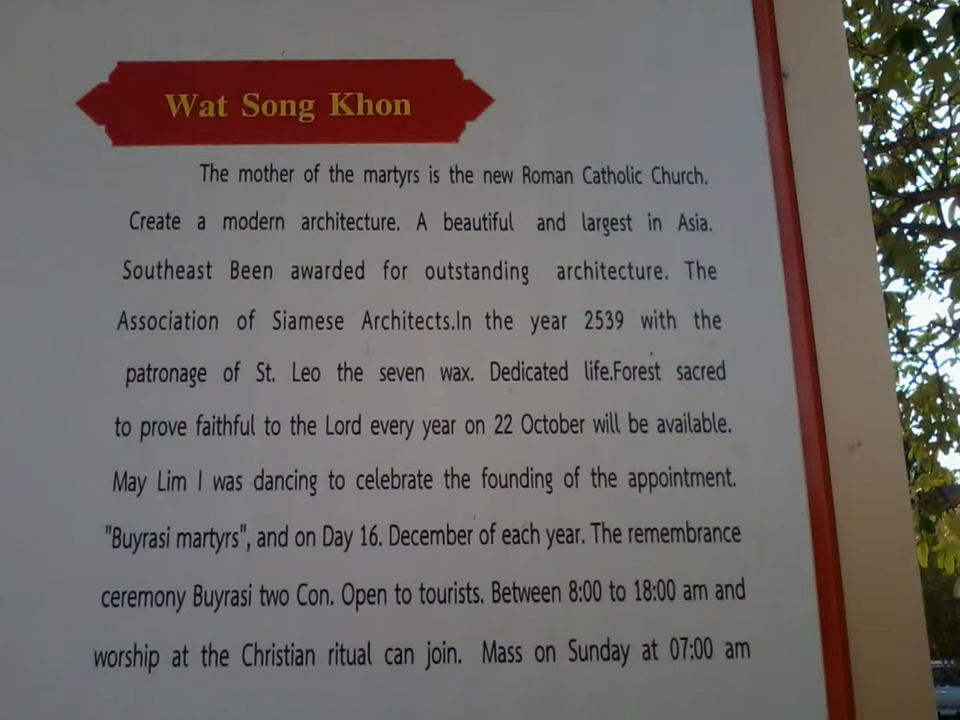 Wat Song Khon
The mother of the martyrs is the new Roman Catholic Church.
Create a modern architecture. A beautiful and largest in Asia.
Southeast Been awarded for outstanding architecture. The
Association of Siamese Architects.In the year 2539 with the
patronage of St. Leo the seven wax. Dedicated life.Forest sacred
to prove faithful to the Lord every year on 22 October will be available.
May Lim I was dancing to celebrate the founding of the appointment.
"Buyrasi martyrs", and on Day 16. December of each year. The remembrance
ceremony Buyrasi two Con. Open to tourists. Between 8:00 to 18:00 am and
worship at the Christian ritual can join. Mass on Sunday at 07:00 am